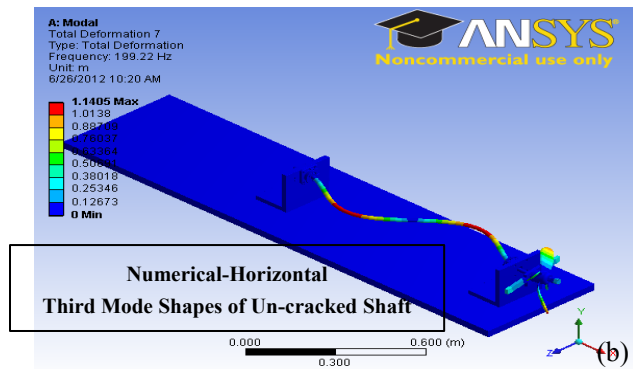 A: Modal
Total Deformation 7
Type: Total Deformation
Frequency: 199.22 Hz
Unit: m
6/26/2012 10:20 AM
ANSYS
Noncommercial use only
1.1405 Max
1.0138
0.38018
0.25346
0.12673
0 Min
Numerical-Horizontal
Third Mode Shapes of Un-cracked Shaft
0.000
0.600 (m)
0.300
Y
Z
X
(b)